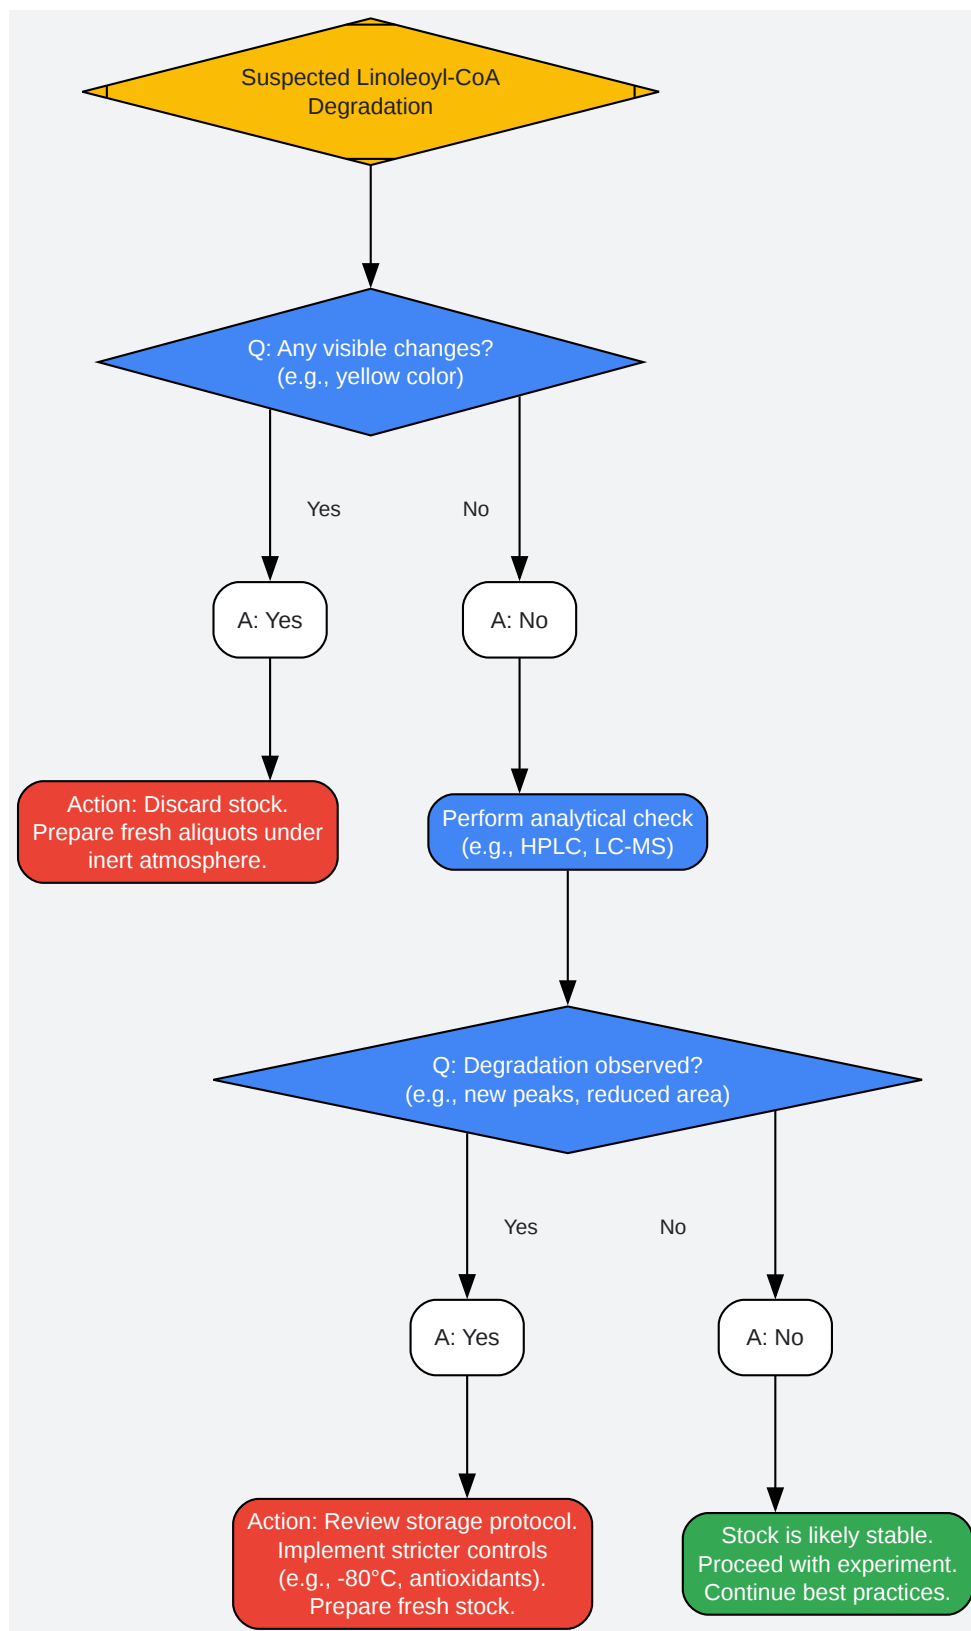 Suspected Linoleoyl-CoA
Degradation
Q: Any visible changes?
(e.g., yellow color)
Yes
No
A: Yes
A: No
Action: Discard stock.
Prepare fresh aliquots under
inert atmosphere.
Perform analytical check
(e.g., HPLC, LC-MS)
Q: Degradation observed?
(e.g., new peaks, reduced area)
Yes
No
A: Yes
A: No
Action: Review storage protocol.
Implement stricter controls
(e.g., -80°C, antioxidants).
Prepare fresh stock.
Stock is likely stable.
Proceed with experiment.
Continue best practices.